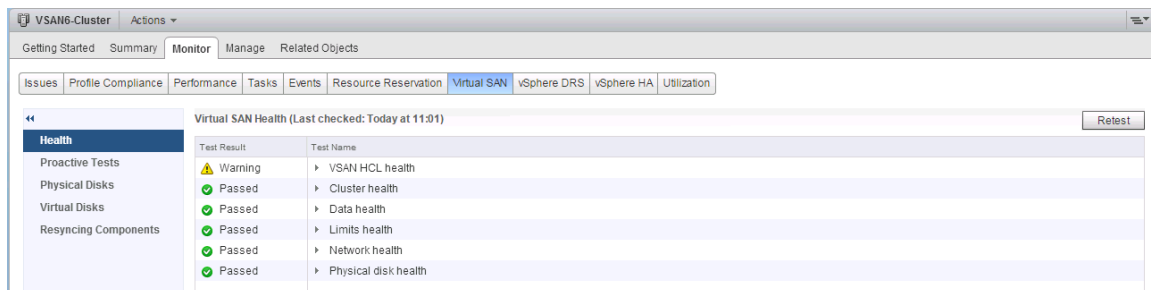 VSAN6-Cluster Actions
Getting Started Summary Monitor Manage Related Objects
Issues Profile Compliance Performance Tasks Events Resource Reservation Virtual SAN vSphere DRS vSphere HA Utilization
Virtual SAN Health (Last checked: Today at 11:01) Retest
Health
Proactive Tests
Physical Disks
Virtual Disks
Resyncing Components
Test Result Test Name
Warning VSAN HCL health
Passed Cluster health
Passed Data health
Passed Limits health
Passed Network health
Passed Physical disk health